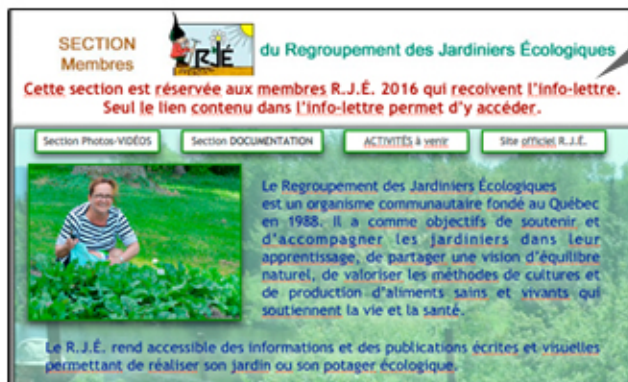 SECTION
Membres
RJÉ
du Regroupement des Jardiniers Écologiques
Cette section est réservée aux membres R.J.É. 2016 qui recoivent l'info-lettre.
Seul le lien contenu dans l'info-lettre permet d'y accéder.
Section Photos-VIDÉOS
Section DOCUMENTATION
ACTIVITÉS à venir
Site officiel R.J.É.
Le Regroupement des Jardiniers Écologiques
est un organisme communautaire fondé au Québec
en 1988. Il a comme objectifs de soutenir et
d'accompagner les jardiniers dans leur
apprentissage, de partager une vision d'équilibre
naturel, de valoriser les méthodes de cultures et
de production d'aliments sains et vivants qui
soutiennent la vie et la santé.
Le R.J.É. rend accessible des informations et des publications écrites et visuelles
permettant de réaliser son jardin ou son potager écologique.